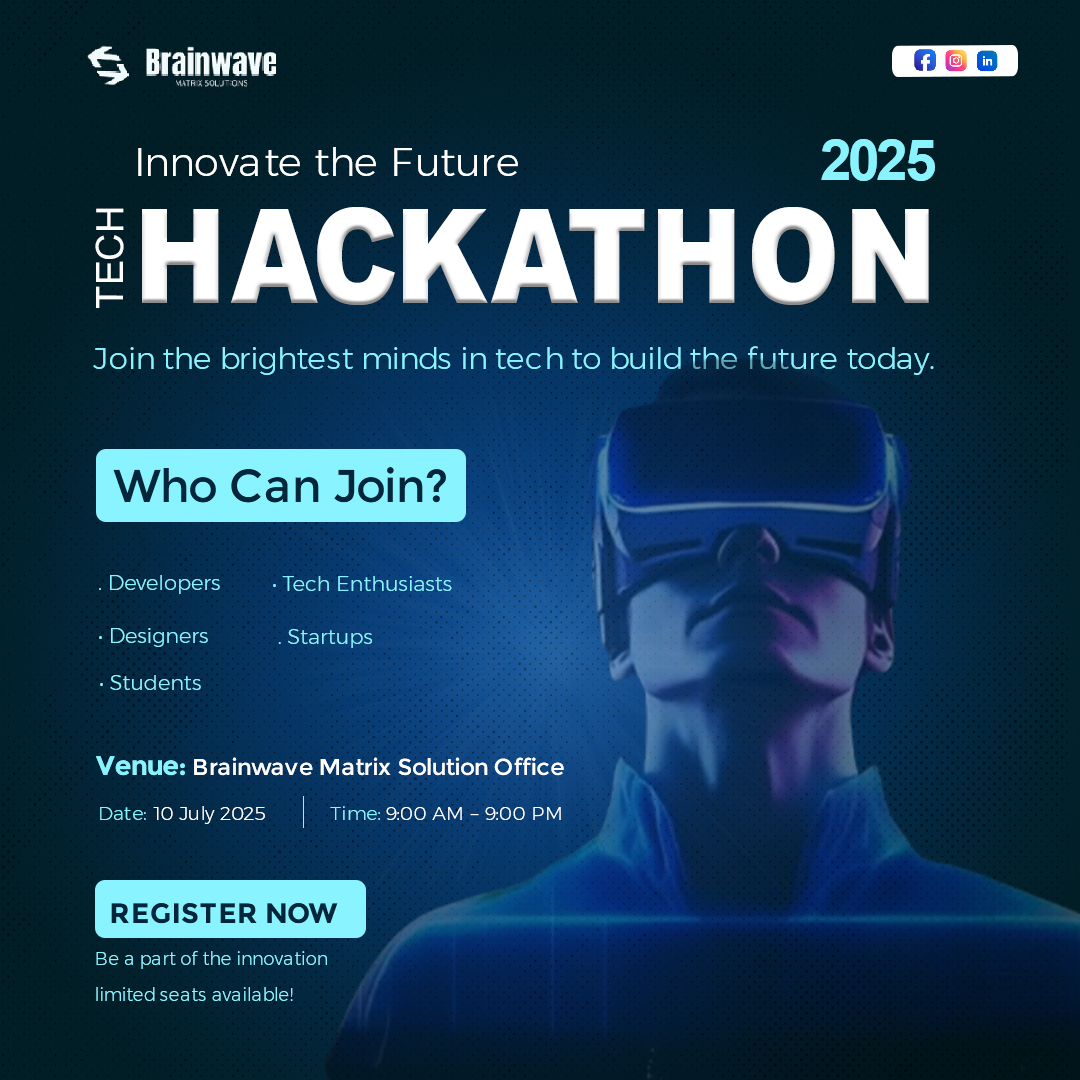 Brainwave
MATRIX SOLUTIONS
Innovate the Future
2025
TECH
HACKATHON
Join the brightest minds in tech to build the future today.
Who Can Join?
. Developers
· Tech Enthusiasts
· Designers
. Startups
· Students
Venue: Brainwave Matrix Solution Office
Date: 10 July 2025
Time: 9:00 AM – 9:00 PM
REGISTER NOW
Be a part of the innovation
limited seats available!